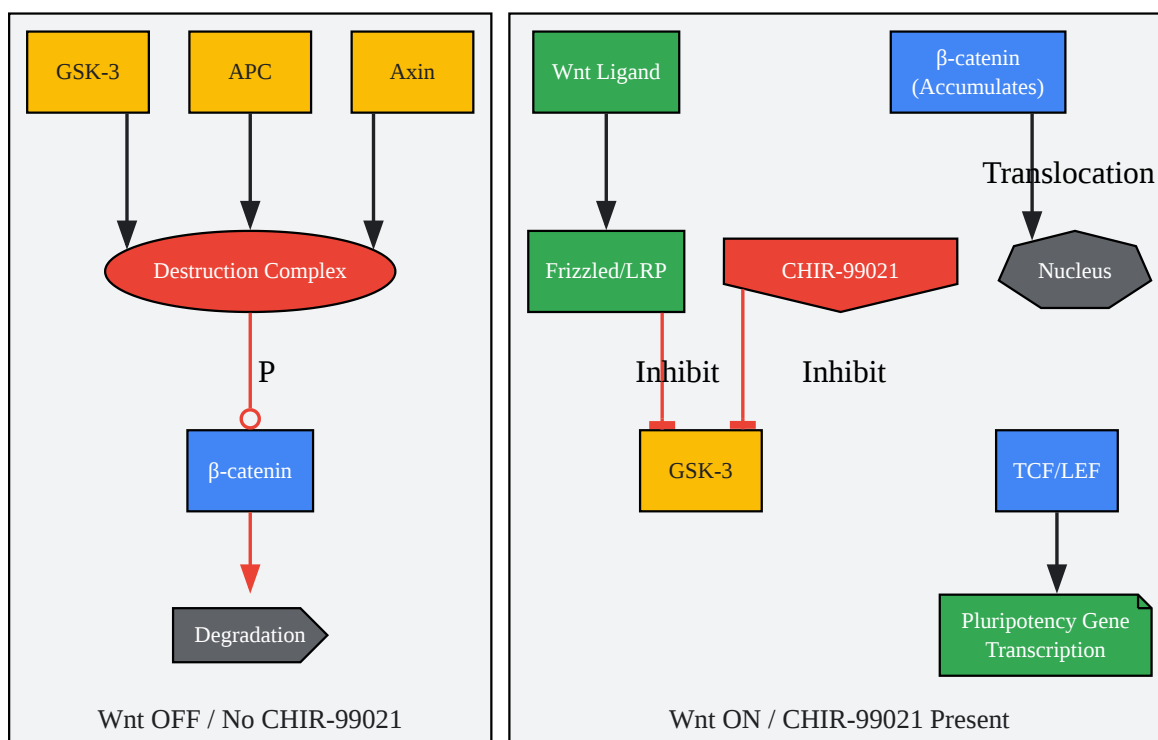 GSK-3
APC
Axin
Destruction Complex
P
β-catenin
Degradation
Wnt OFF / No CHIR-99021
Wnt Ligand
β-catenin
(Accumulates)
Translocation
Frizzled/LRP
CHIR-99021
Nucleus
Inhibit
Inhibit
GSK-3
TCF/LEF
Pluripotency Gene
Transcription
Wnt ON / CHIR-99021 Present